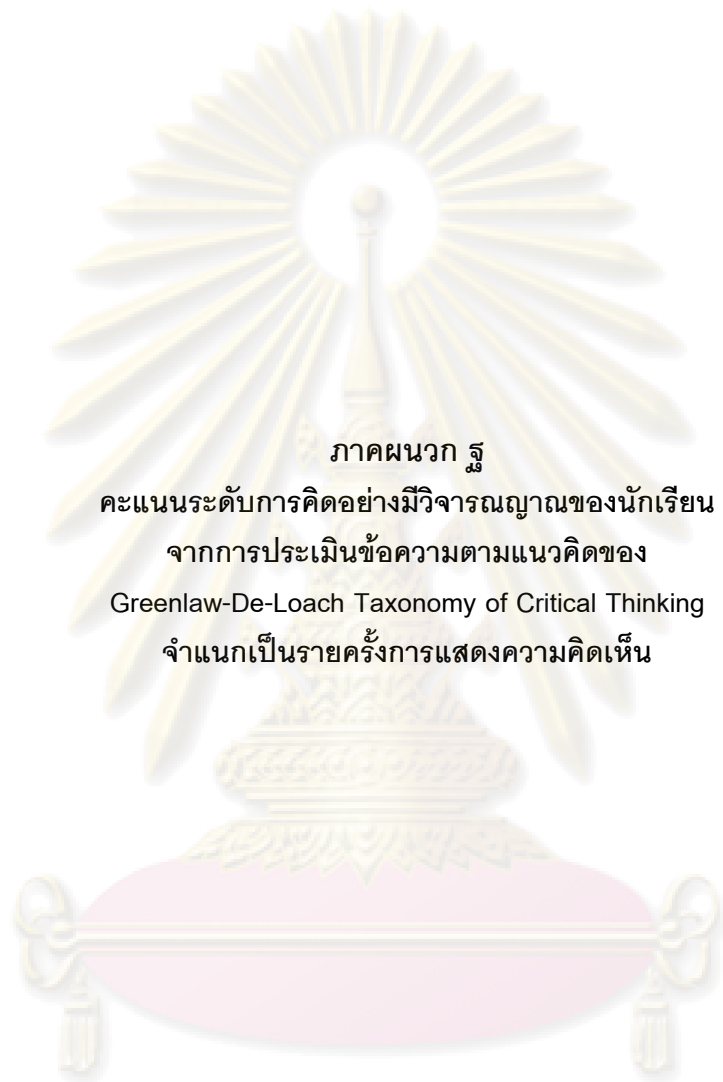 ภาคผนวก ฐ
คะแนนระดับการคิดอย่างมีวิจารณญาณของนักเรียน
จากการประเมินข้อความตามแนวคิดของ
Greenlaw-De-Loach Taxonomy of Critical Thinking
จำแนกเป็นรายครั้งการแสดงความคิดเห็น